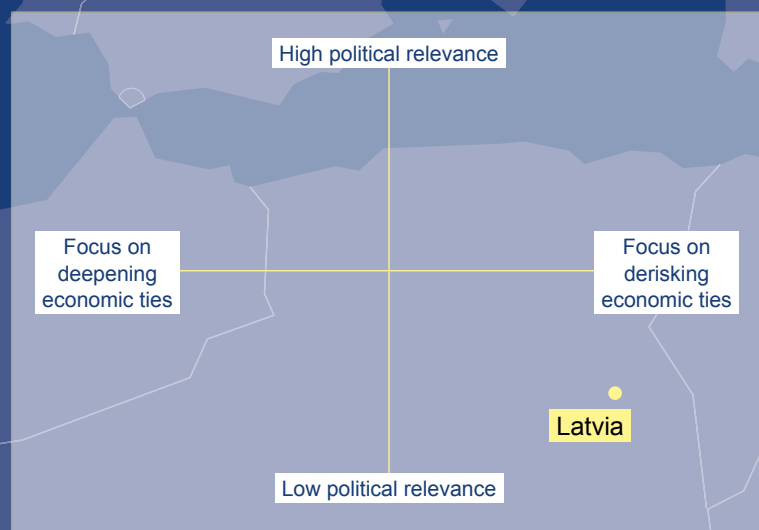 High political relevance
Focus on
deepening
economic ties
Focus on
derisking
economic ties
Latvia
Low political relevance